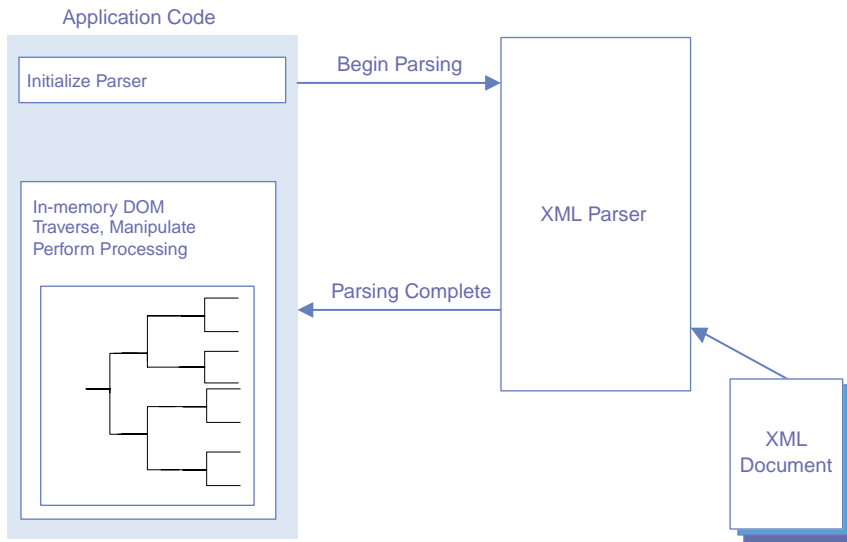 Application Code
Initialize Parser
Begin Parsing
In-memory DOM
Traverse, Manipulate
Perform Processing
XML Parser
Parsing Complete
XML
Document